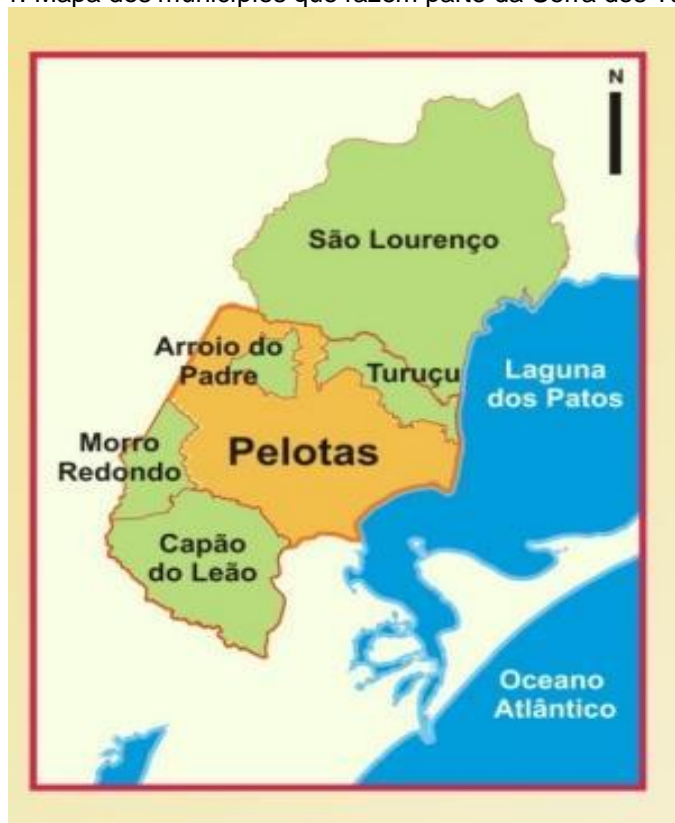 Mapa dos municípios que fazem parte da Serra dos
N
São Lourenço
Arroio do
Padre
Turuçu
Laguna
dos Patos
Morro
Redondo
Pelotas
Capão
do Leão
Oceano
Atlântico